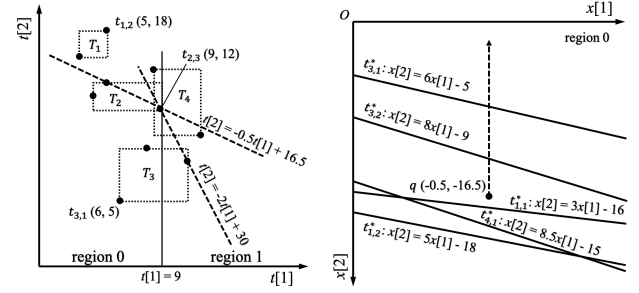 t[2]
t₁,₂ (5, 18)
T₁
t₂,₃ (9, 12)
T₂
T₄
t[2] = -0.5t[1] + 16.5
T₃
t[2] = -2t[1] + 30
t₃,₁ (6, 5)
region 0
region 1
t[1] = 9
t[1]
O
x[1]
region 0
t*₃,₁: x[2] = 6x[1] - 5
t*₃,₂: x[2] = 8x[1] - 9
q (-0.5, -16.5)
t*₁,₁: x[2] = 3x[1] - 16
t*₄,₁: x[2] = 8.5x[1] - 15
t*₁,₂: x[2] = 5x[1] - 18
x[2]